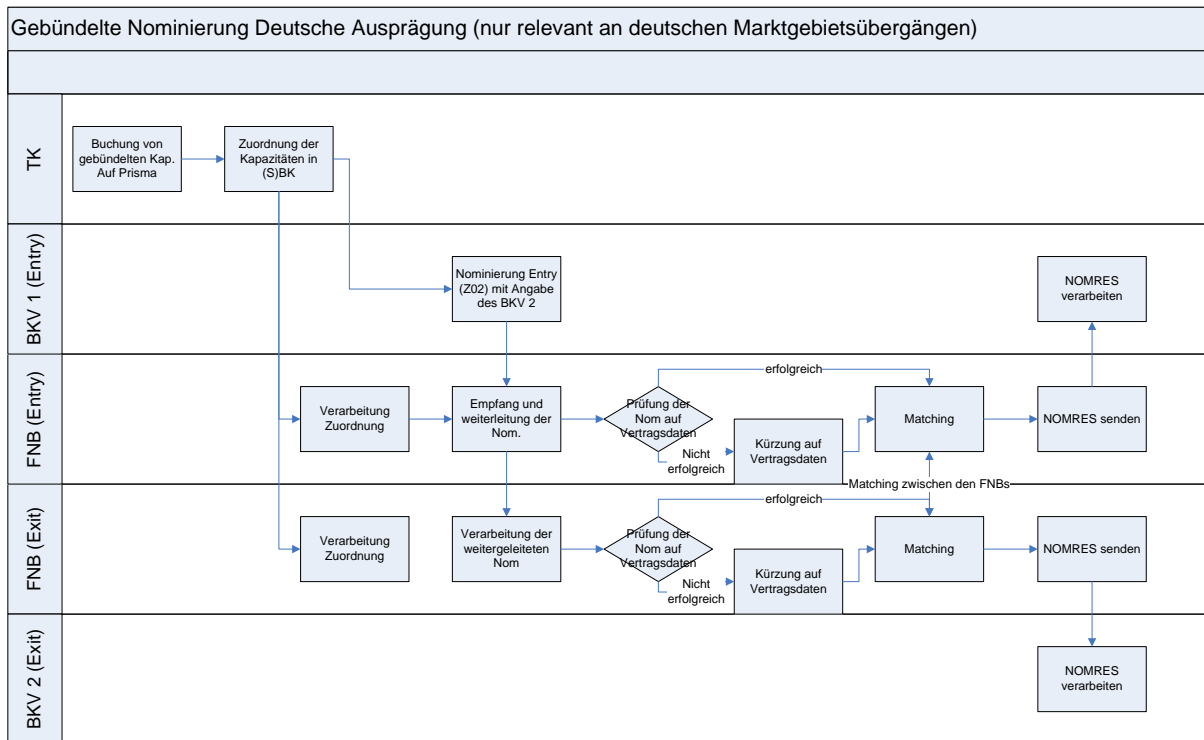 Gebündelte Nominierung Deutsche Ausprägung (nur relevant an deutschen Marktgebietsübergängen)
TK
Buchung von
gebündelten Kap.
Auf Prisma
Zuordnung der
Kapazitäten in
(S)BK
BKV 1 (Entry)
Nominierung Entry
(Z02) mit Angabe
des BKV 2
NOMRES
verarbeiten
FNB (Entry)
Verarbeitung
Zuordnung
Empfang und
weiterleitung der
Nom.
Prüfung der
Nom auf
Vertragsdaten
erfolgreich
Nicht
erfolgreich
Kürzung auf
Vertragsdaten
Matching
NOMRES senden
Matching zwischen den FNBs
FNB (Exit)
Verarbeitung
Zuordnung
Verarbeitung der
weitergeleiteten
Nom
Prüfung der
Nom auf
Vertragsdaten
erfolgreich
Nicht
erfolgreich
Kürzung auf
Vertragsdaten
Matching
NOMRES senden
BKV 2 (Exit)
NOMRES
verarbeiten